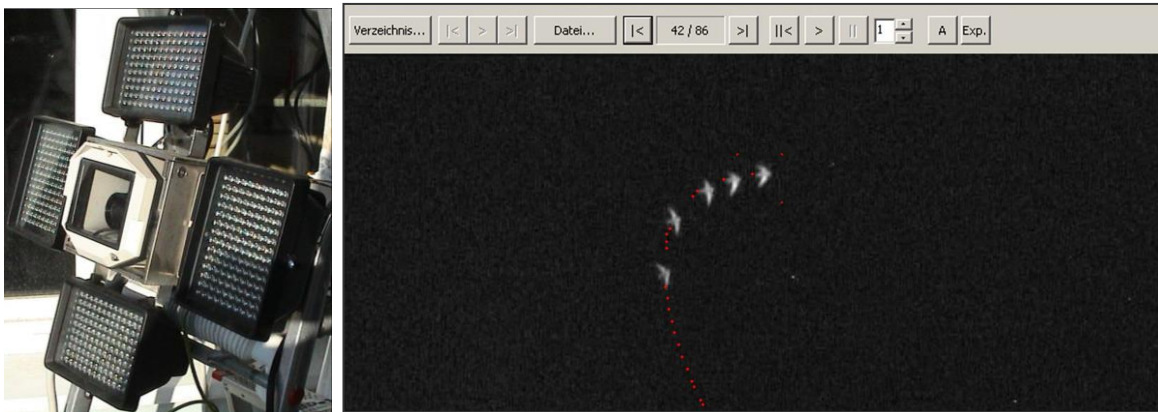 Verzeichnis... |< > >| Datei... |< 42 / 86 >| ||< > || 1 A Exp.